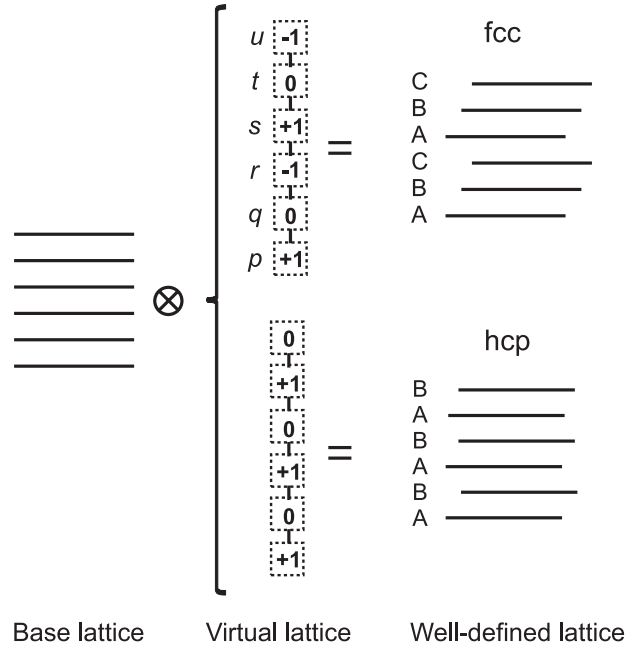 u -1
t 0
s +1
r -1
q 0
p +1
=
fcc
C
B
A
C
B
A
⊗
0
+1
0
+1
0
+1
=
hcp
B
A
B
A
B
A
Base lattice
Virtual lattice
Well-defined lattice